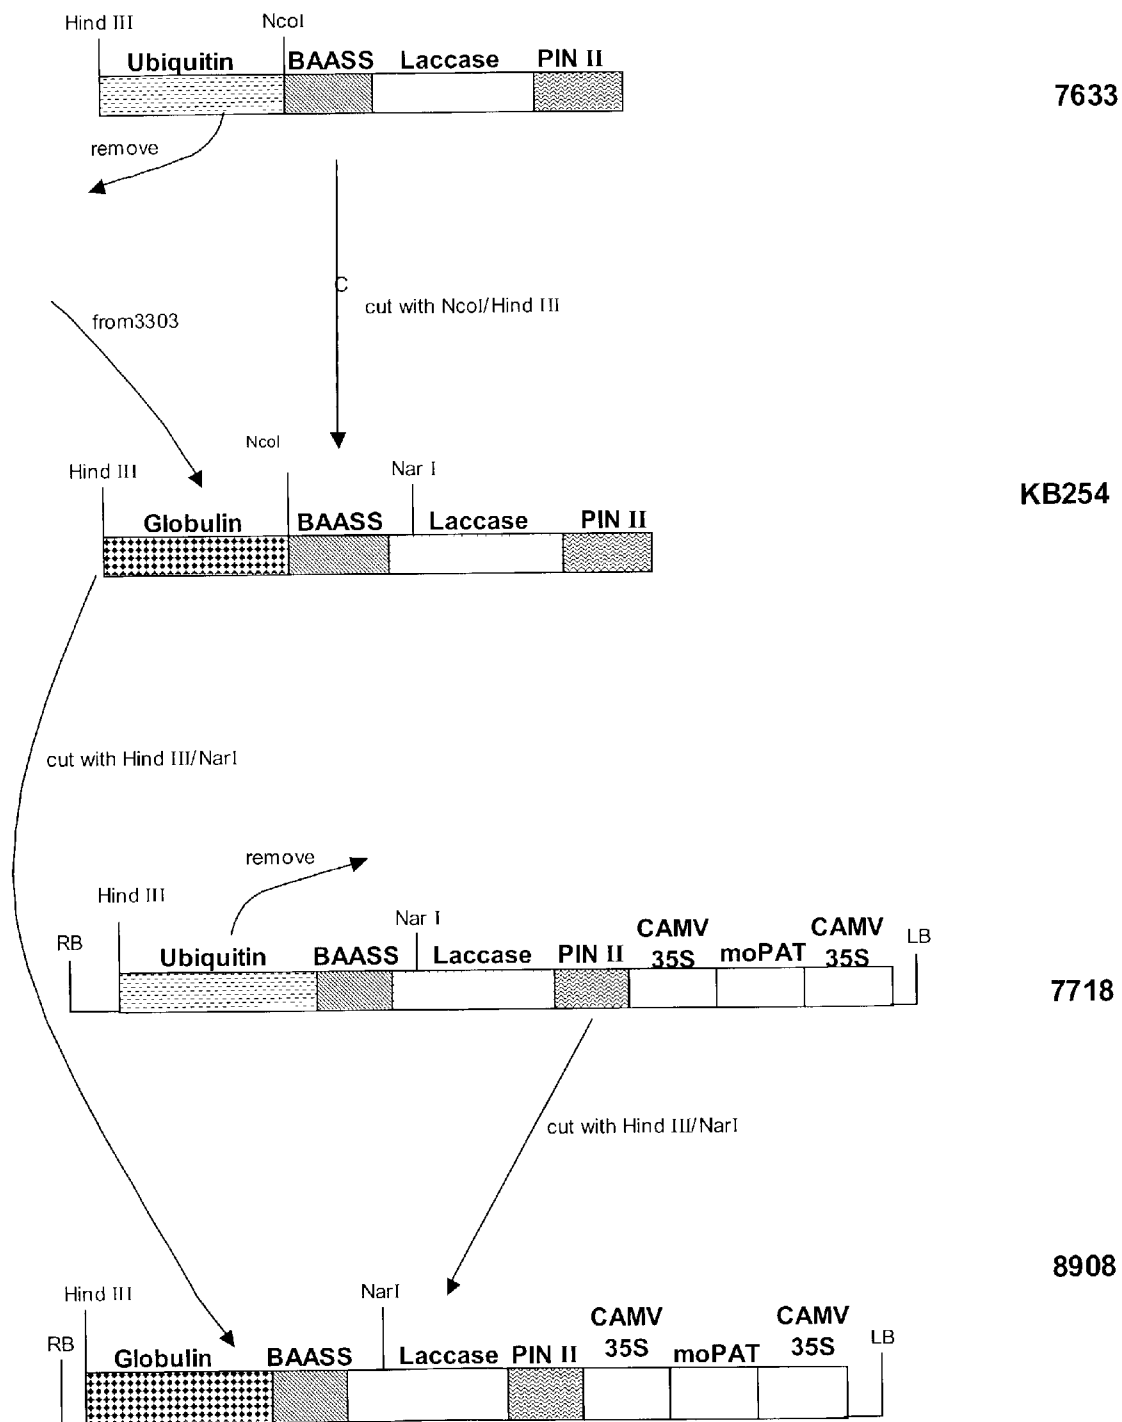 Hind III
NcoI
Ubiquitin
BAASS
Laccase
PIN II
7633
remove
C
cut with NcoI/Hind III
from3303
NcoI
Hind III
Nar I
KB254
Globulin
BAASS
Laccase
PIN II
cut with Hind III/NarI
remove
Hind III
Nar I
RB
LB
Ubiquitin
BAASS
Laccase
PIN II
CAMV
35S
moPAT
CAMV
35S
7718
cut with Hind III/NarI
8908
Hind III
NarI
RB
LB
Globulin
BAASS
Laccase
PIN II
CAMV
35S
moPAT
CAMV
35S